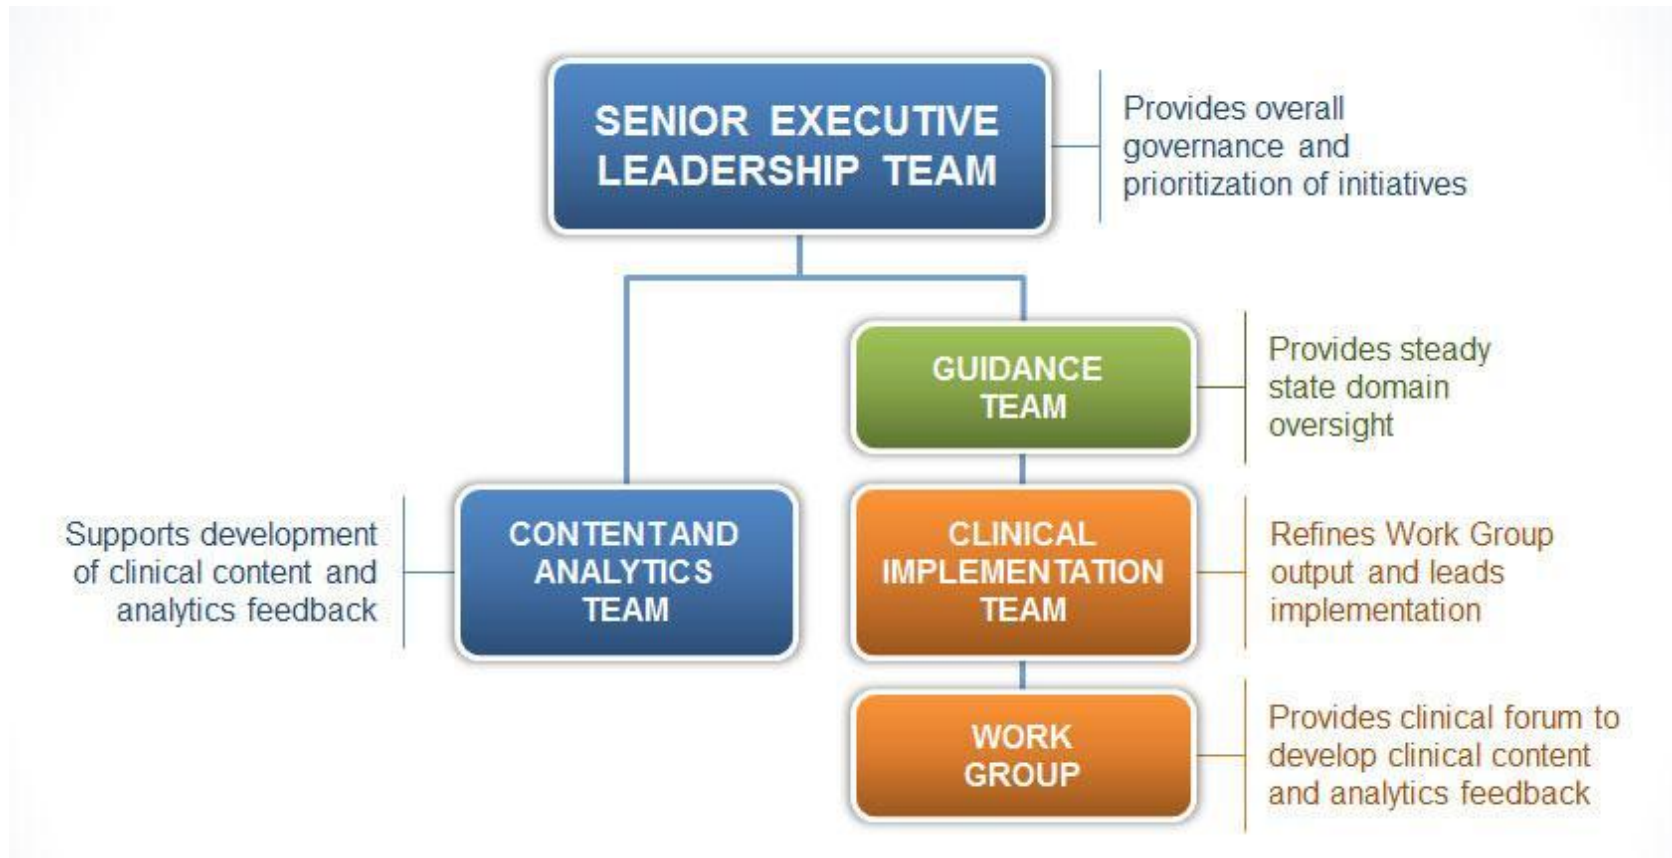 SENIOR EXECUTIVE
LEADERSHIP TEAM
Provides overall
governance and
prioritization of initiatives
GUIDANCE
TEAM
Provides steady
state domain
oversight
Supports development
of clinical content and
analytics feedback
CONTENT AND
ANALYTICS
TEAM
CLINICAL
IMPLEMENTATION
TEAM
Refines Work Group
output and leads
implementation
WORK
GROUP
Provides clinical forum to
develop clinical content
and analytics feedback